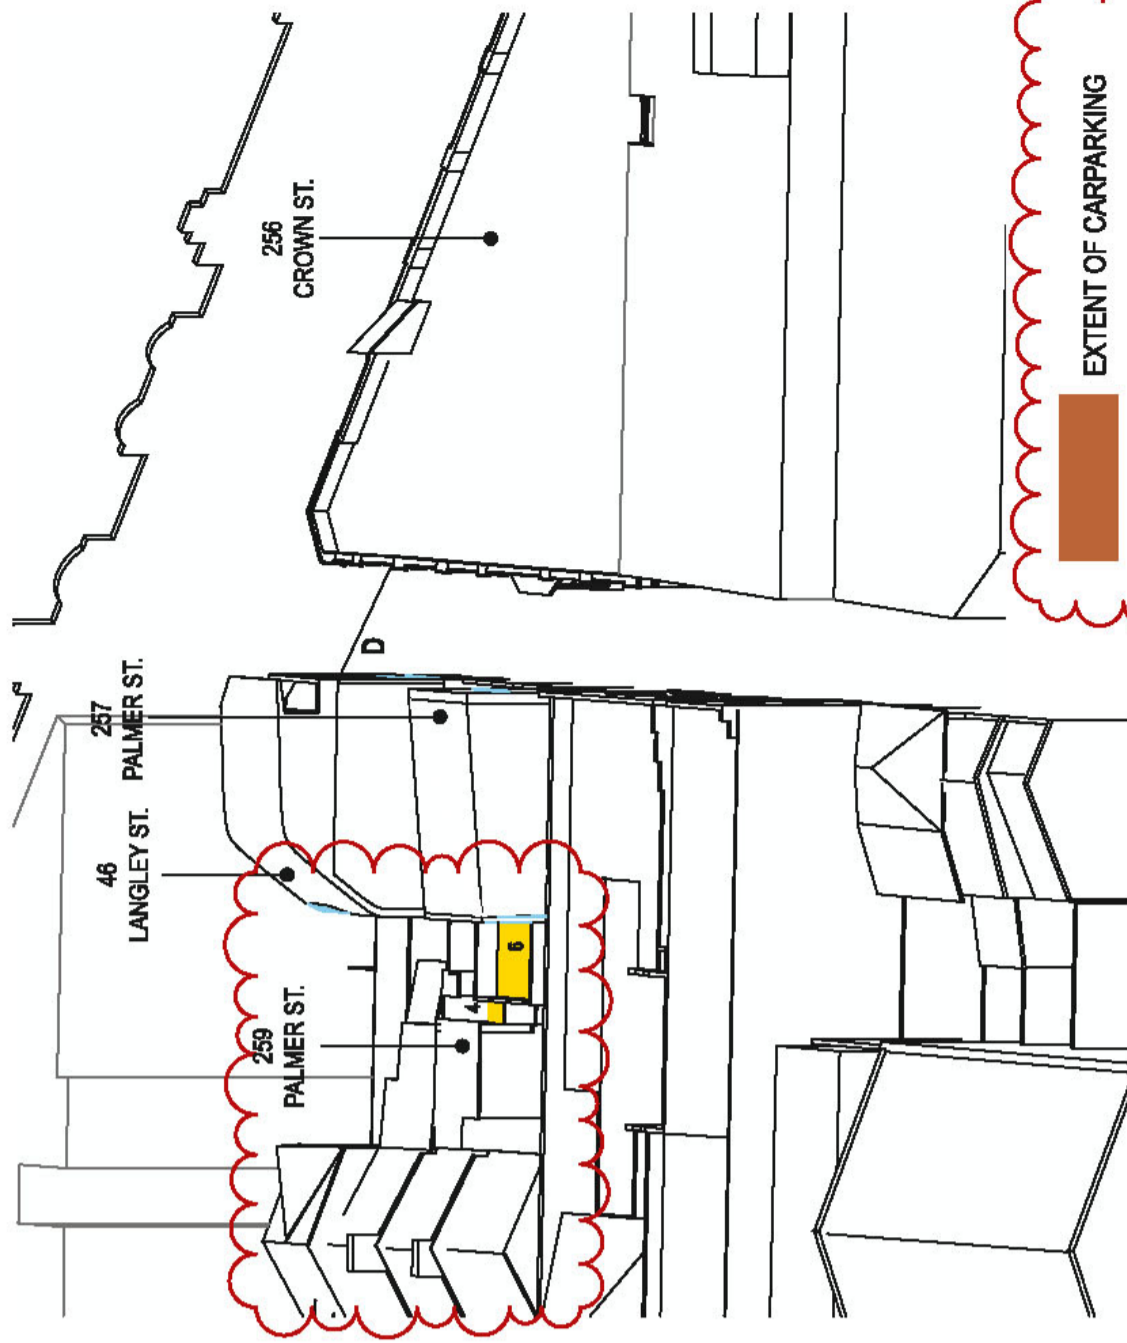 259
PALMER ST.
46
LANGLEY ST.
257
PALMER ST.
256
CROWN ST.
D
4
6
EXTENT OF CARPARKING